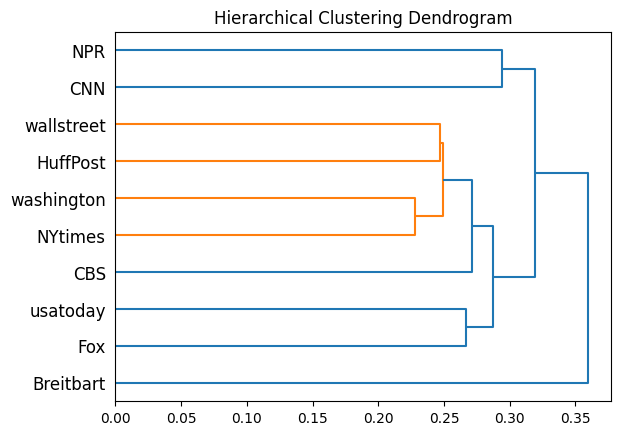 Hierarchical Clustering Dendrogram
NPR
CNN
wallstreet
HuffPost
washington
NYtimes
CBS
usatoday
Fox
Breitbart
0.00 0.05 0.10 0.15 0.20 0.25 0.30 0.35